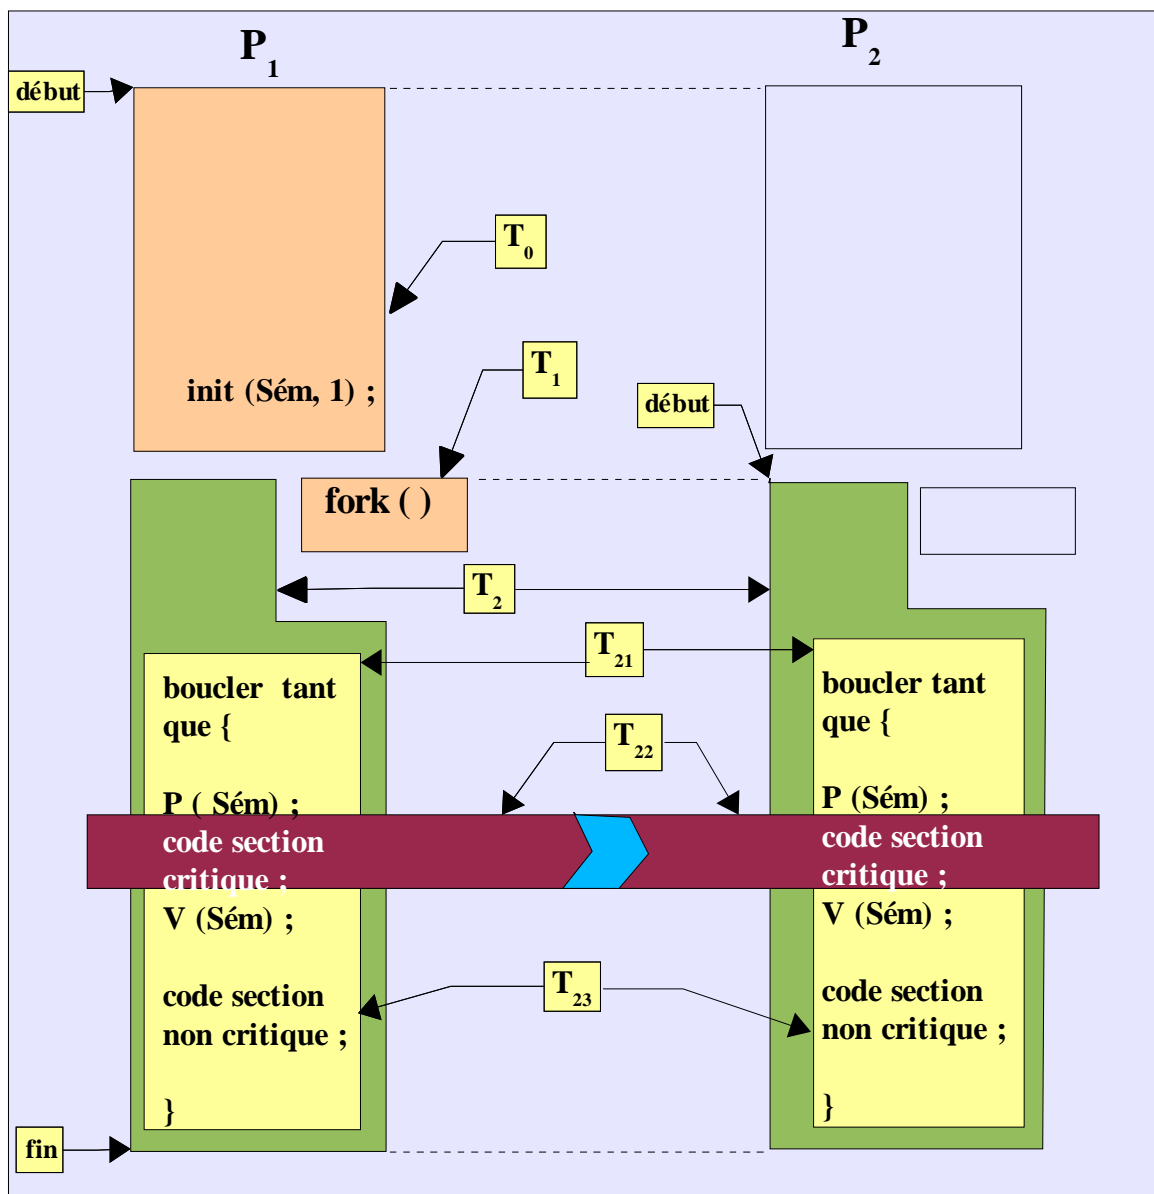 P1
P2
début
T0
T1
init (Sém, 1) ;
début
fork ( )
T2
T21
boucler tant
que {
P ( Sém) ;
code section
critique ;
V (Sém) ;
code section
non critique ;
}
boucler tant
que {
P (Sém) ;
code section
critique ;
V (Sém) ;
code section
non critique ;
}
T22
T23
fin